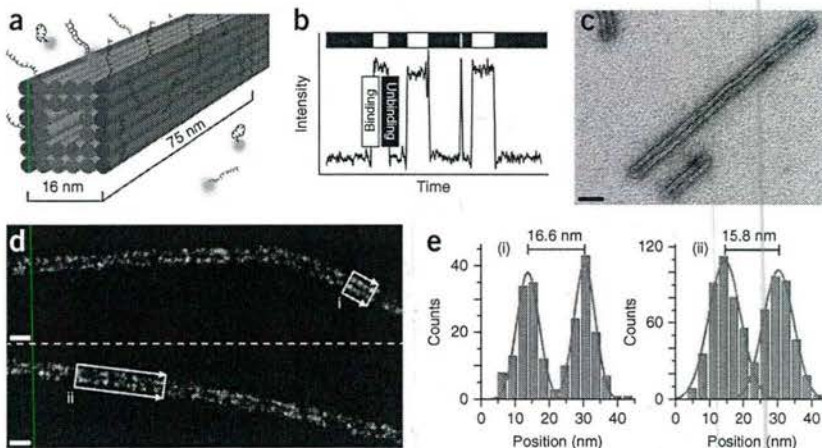 a
16 nm
75 nm
b
Intensity
Binding
Unbinding
Time
c
d
i
ii
e
(i)
16.6 nm
40
20
0
Counts
0 10 20 30 40
Position (nm)
(ii)
15.8 nm
120
60
0
Counts
0 10 20 30 40
Position (nm)